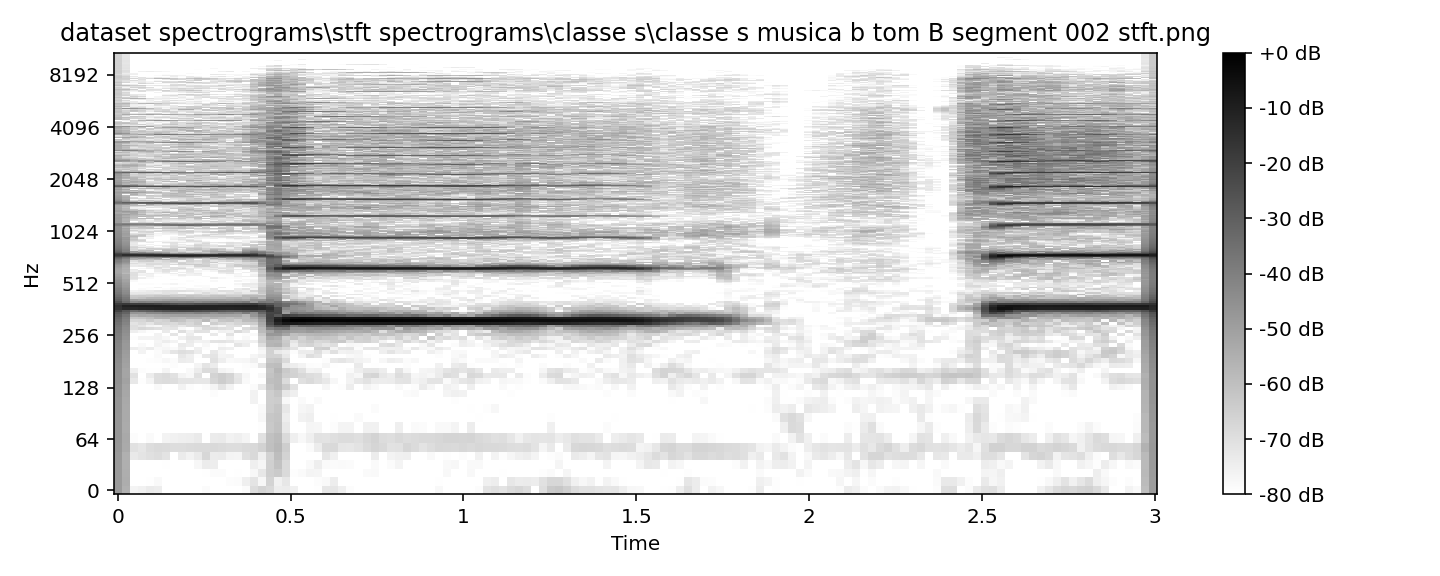 dataset spectrograms\stft spectrograms\classe s\classe s musica b tom B segment 002 stft.png
8192
4096
2048
1024
512
256
128
64
0
Hz
0
0.5
1
1.5
2
2.5
3
Time
+0 dB
-10 dB
-20 dB
-30 dB
-40 dB
-50 dB
-60 dB
-70 dB
-80 dB